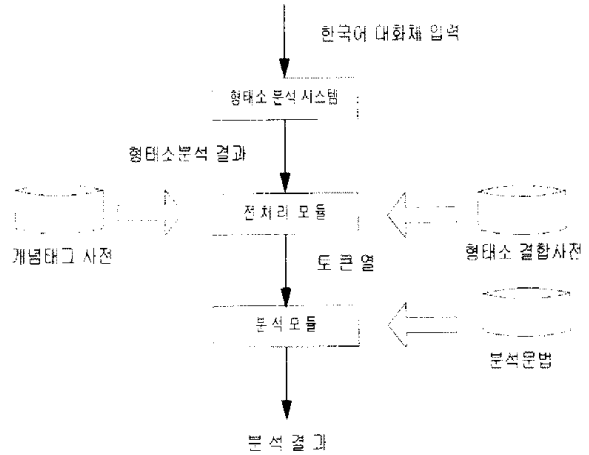 한국어 대화체 입력
형태소 분석 시스템
형태소분석 결과
전처리 모듈
개념태그 사전
형태소 결합사전
토큰열
분석모듈
분석문법
분석결과